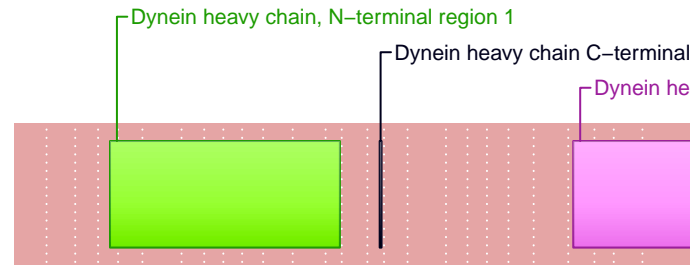 Dynein heavy chain, N−terminal region 1
Dynein heavy chain C−terminal
Dynein he